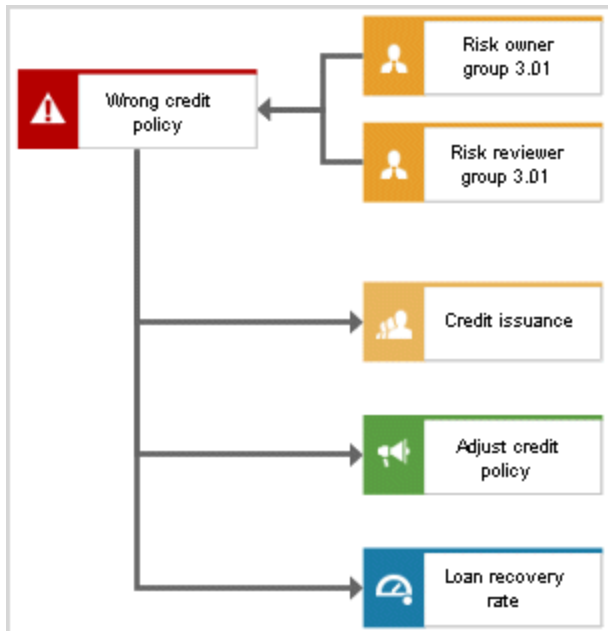 Risk owner
group 3.01
Wrong credit
policy
Risk reviewer
group 3.01
Credit issuance
Adjust credit
policy
Loan recovery
rate